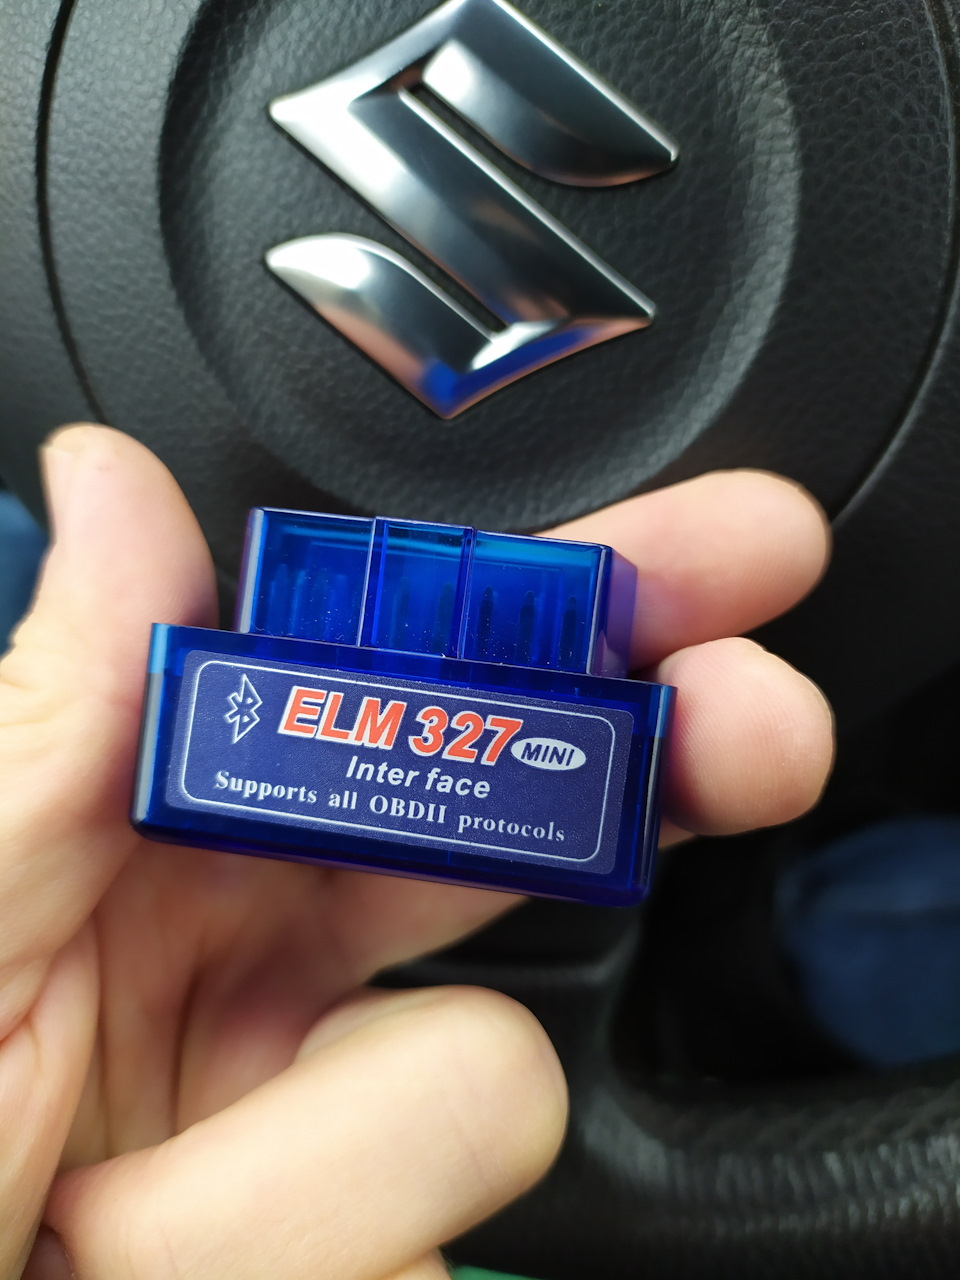 ELM 327 MINI
Inter face
Supports all OBDII protocols